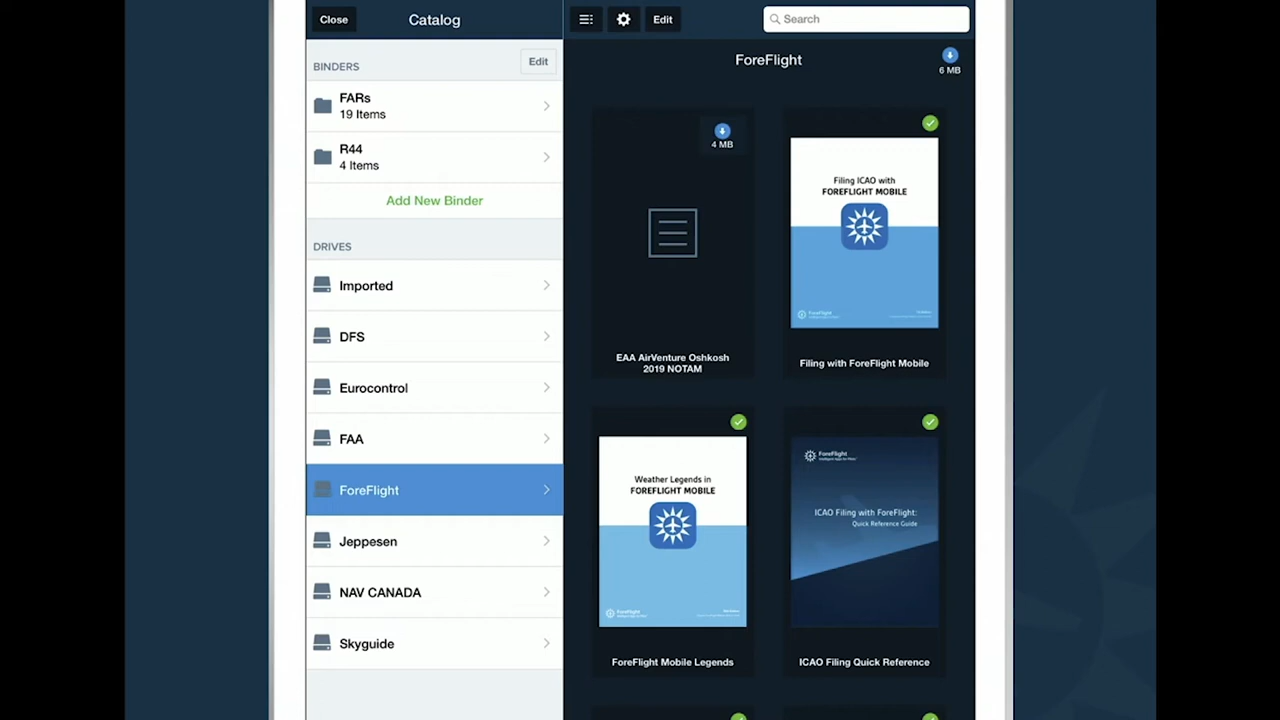 Close
Catalog
Edit
Search
BINDERS
Edit
FARs
19 Items
R44
4 Items
Add New Binder
DRIVES
Imported
DFS
Eurocontrol
FAA
ForeFlight
Jeppesen
NAV CANADA
Skyguide
ForeFlight
6 MB
4 MB
EAA AirVenture Oshkosh
2019 NOTAM
Filing ICAO with
FOREFLIGHT MOBILE
ForeFlight
Filing with ForeFlight Mobile
Weather Legends in
FOREFLIGHT MOBILE
ForeFlight
ForeFlight Mobile Legends
ForeFlight
ICAO Filing with ForeFlight:
Quick Reference Guide
ICAO Filing Quick Reference